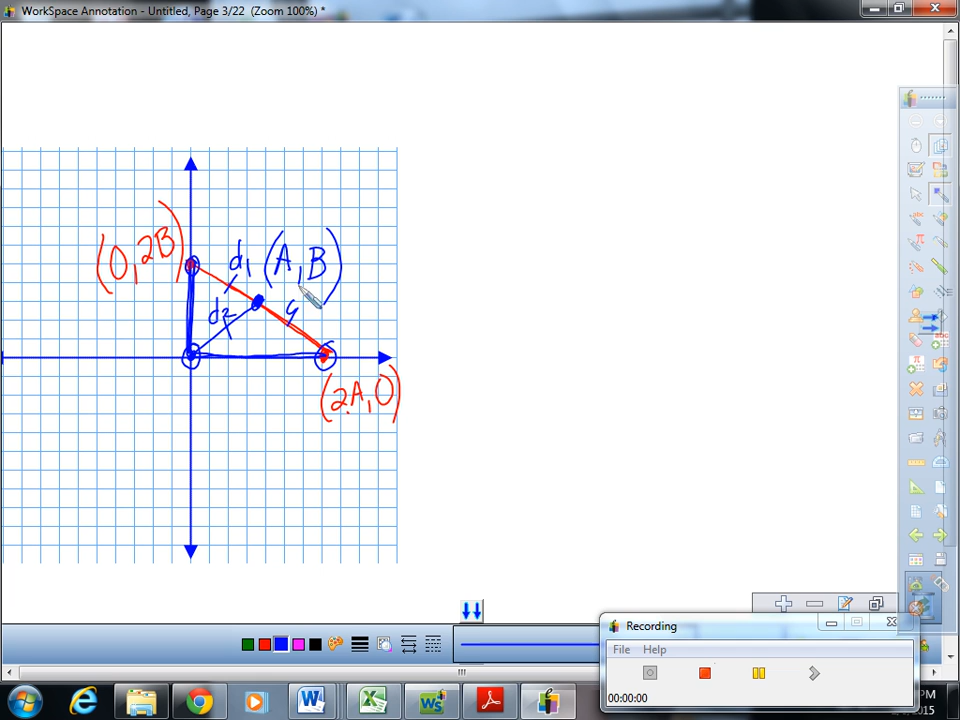 WorkSpace Annotation - Untitled, Page 3/22 (Zoom 100%) *
(0,2B)
d1
(A,B)
d2
(2A,0)
Recording
File
Help
00:00:00